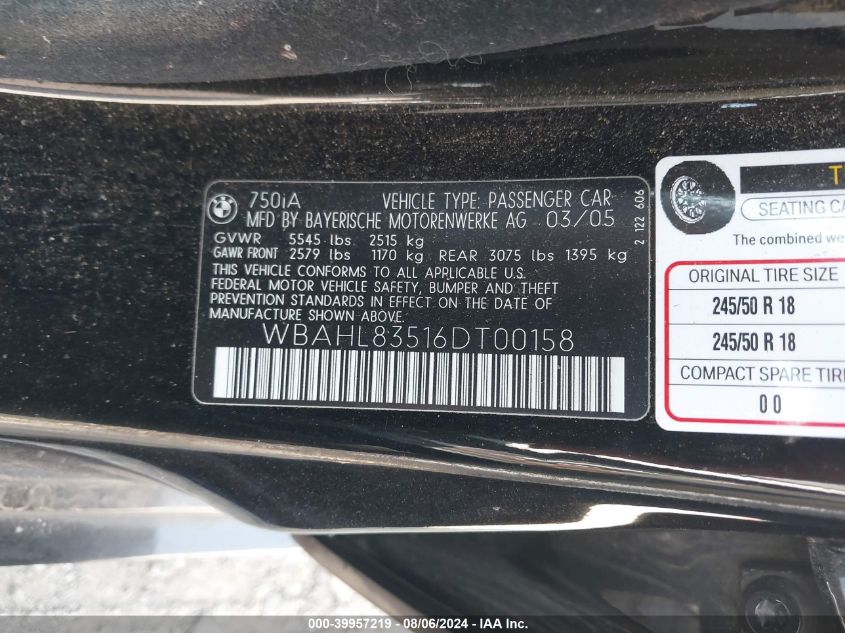 BMW
750iA VEHICLE TYPE: PASSENGER CAR
MFD BY BAYERISCHE MOTORENWERKE AG 03/05
GVWR 5545 lbs 2515 kg
GAWR FRONT 2579 lbs 1170 kg REAR 3075 lbs 1395 kg
THIS VEHICLE CONFORMS TO ALL APPLICABLE U.S.
FEDERAL MOTOR VEHICLE SAFETY, BUMPER AND THEFT
PREVENTION STANDARDS IN EFFECT ON THE DATE OF
MANUFACTURE SHOWN ABOVE.
WBAHL83516DT00158
2 122 606
T
SEATING CA
The combined we
ORIGINAL TIRE SIZE
245/50 R 18
245/50 R 18
COMPACT SPARE TIRE
0 0
000-39957219 - 08/06/2024 - © IAA, Inc.